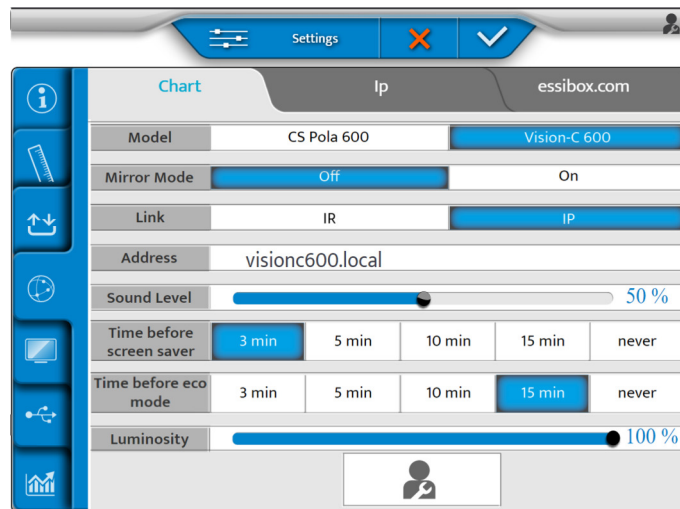 Settings
Chart Ip essibox.com
Model CS Pola 600 Vision-C 600
Mirror Mode Off On
Link IR IP
Address visionc600.local
Sound Level 50 %
Time before
screen saver 3 min 5 min 10 min 15 min never
Time before eco
mode 3 min 5 min 10 min 15 min never
Luminosity 100 %